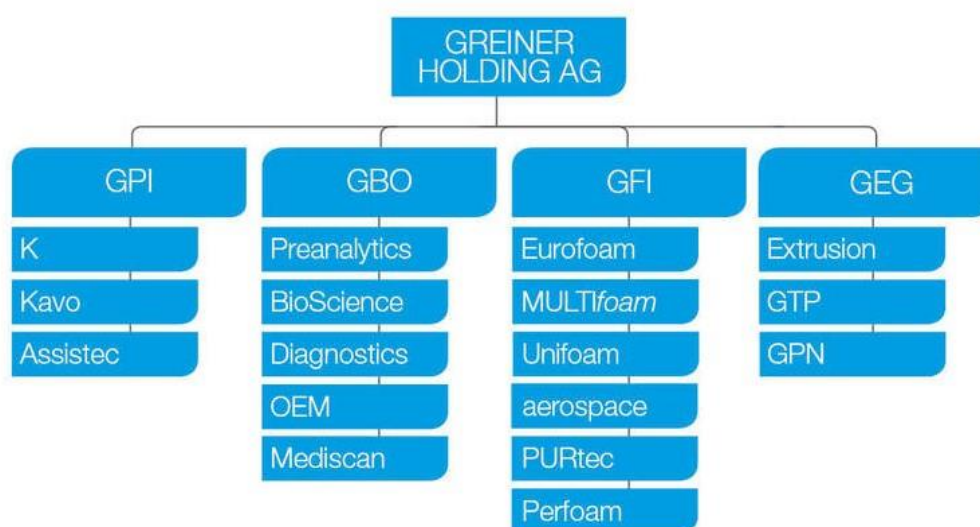 GREINER
HOLDING AG
GPI
GBO
GFI
GEG
K
Kavo
Assistec
Preanalytics
BioScience
Diagnostics
OEM
Mediscan
Eurofoam
MULTIfoam
Unifoam
aerospace
PURtec
Perfoam
Extrusion
GTP
GPN